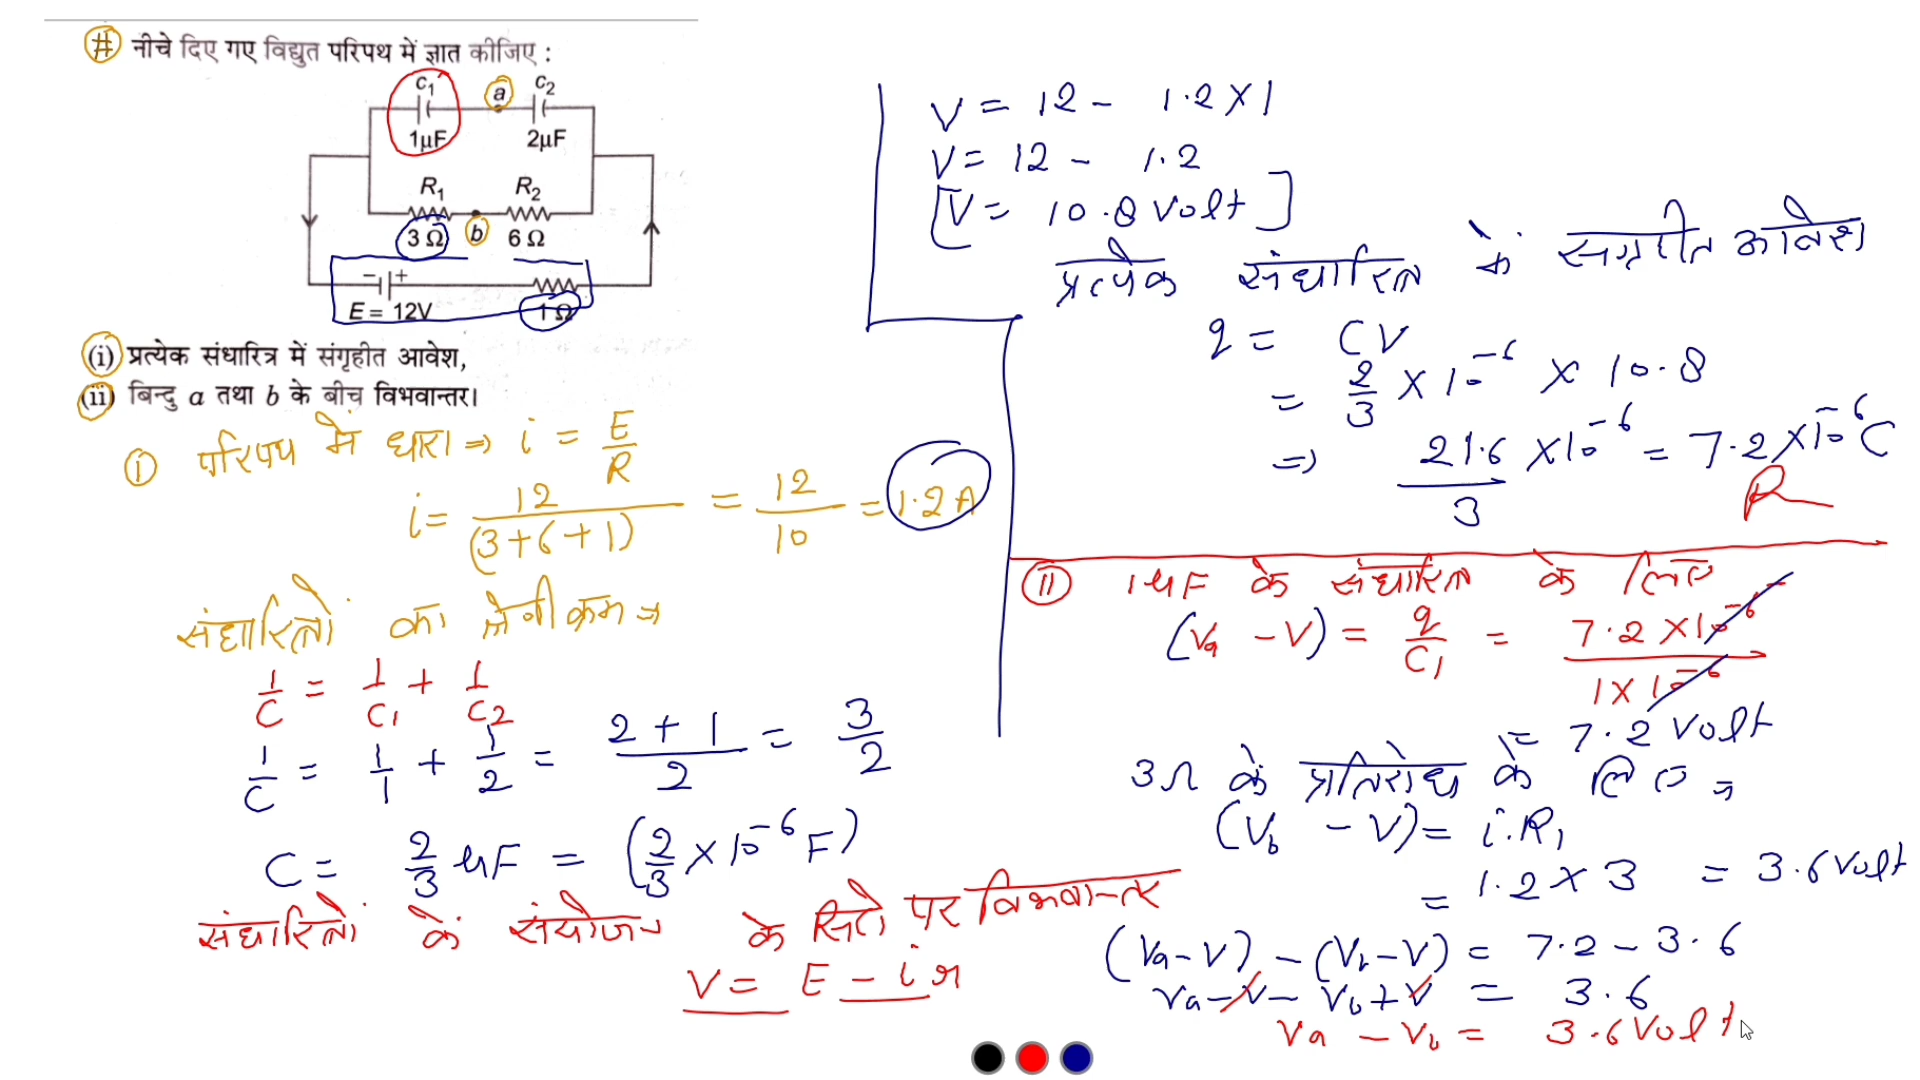 # नीचे दिए गए विद्युत परिपथ में ज्ञात कीजिए :
C₁ a C₂
1μF 2μF
R₁ R₂
3 Ω b 6 Ω
− +
E = 12V 1 Ω
(i) प्रत्येक संधारित्र में संगृहीत आवेश,
(ii) बिन्दु a तथा b के बीच विभवान्तर।
① परिपथ में धारा ⇒ i = E/R
i = 12/(3+6+1) = 12/10 = 1.2 A
संधारित्रों का श्रेणीक्रम ⇒
1/C = 1/C₁ + 1/C₂
1/C = 1/1 + 1/2 = (2 + 1)/2 = 3/2
C = 2/3 μF = (2/3 × 10⁻⁶ F)
संधारित्रों के संयोजन के सिरों पर विभवान्तर
V = E − ir
V = 12 − 1.2 × 1
V = 12 − 1.2
[V = 10.8 Volt]
प्रत्येक संधारित्र के संग्रहीत आवेश
q = CV
= 2/3 × 10⁻⁶ × 10.8
⇒ 21.6/3 × 10⁻⁶ = 7.2 × 10⁻⁶ C
(ii) 1μF के संधारित्र के लिए
(Va − V) = q/C₁ = 7.2 × 10⁻⁶/1 × 10⁻⁶
= 7.2 Volt
3Ω के प्रतिरोध के लिए ⇒
(Vb − V) = i.R₁
= 1.2 × 3 = 3.6 Volt
(Va − V) − (Vb − V) = 7.2 − 3.6
Va − V − Vb + V = 3.6
Va − Vb = 3.6 Volt